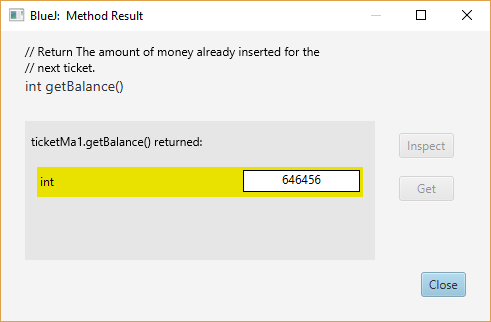 BlueJ: Method Result
// Return The amount of money already inserted for the
// next ticket.
int getBalance()
ticketMa1.getBalance() returned:
int 646456
Inspect
Get
Close